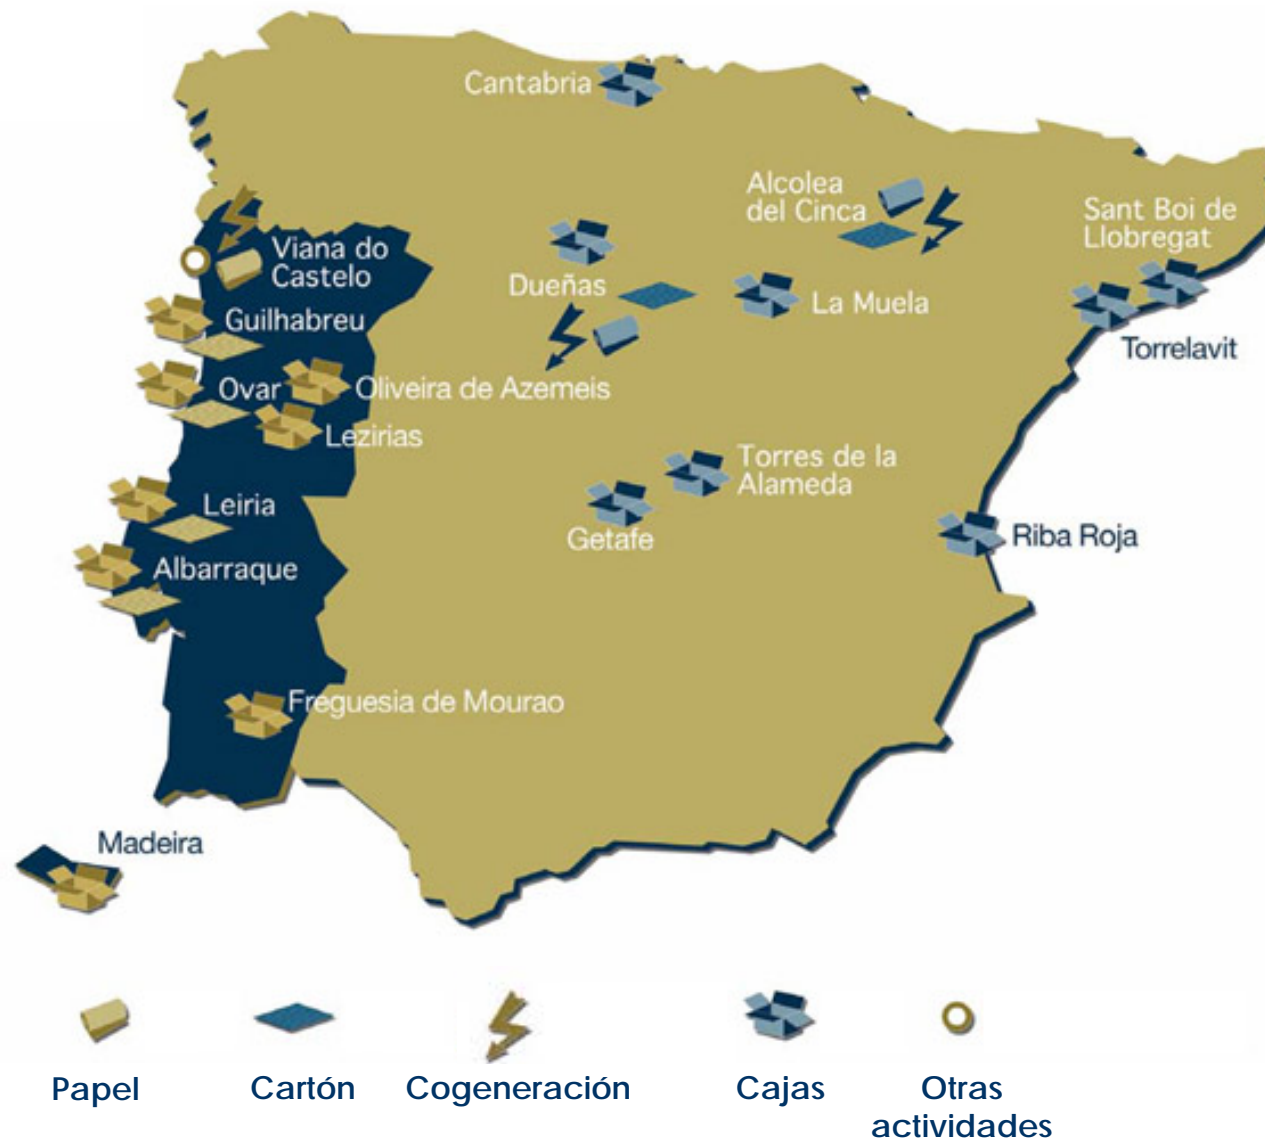 Cantabria
Alcolea
del Cinca
Sant Boi de
Llobregat
Viana do
Castelo
Dueñas
La Muela
Guilhabreu
Torrelavit
Ovar
Oliveira de Azemeis
Lezirias
Torres de la
Alameda
Leiria
Getafe
Riba Roja
Albarraque
Freguesia de Mourao
Madeira
Papel
Cartón
Cogeneración
Cajas
Otras
actividades